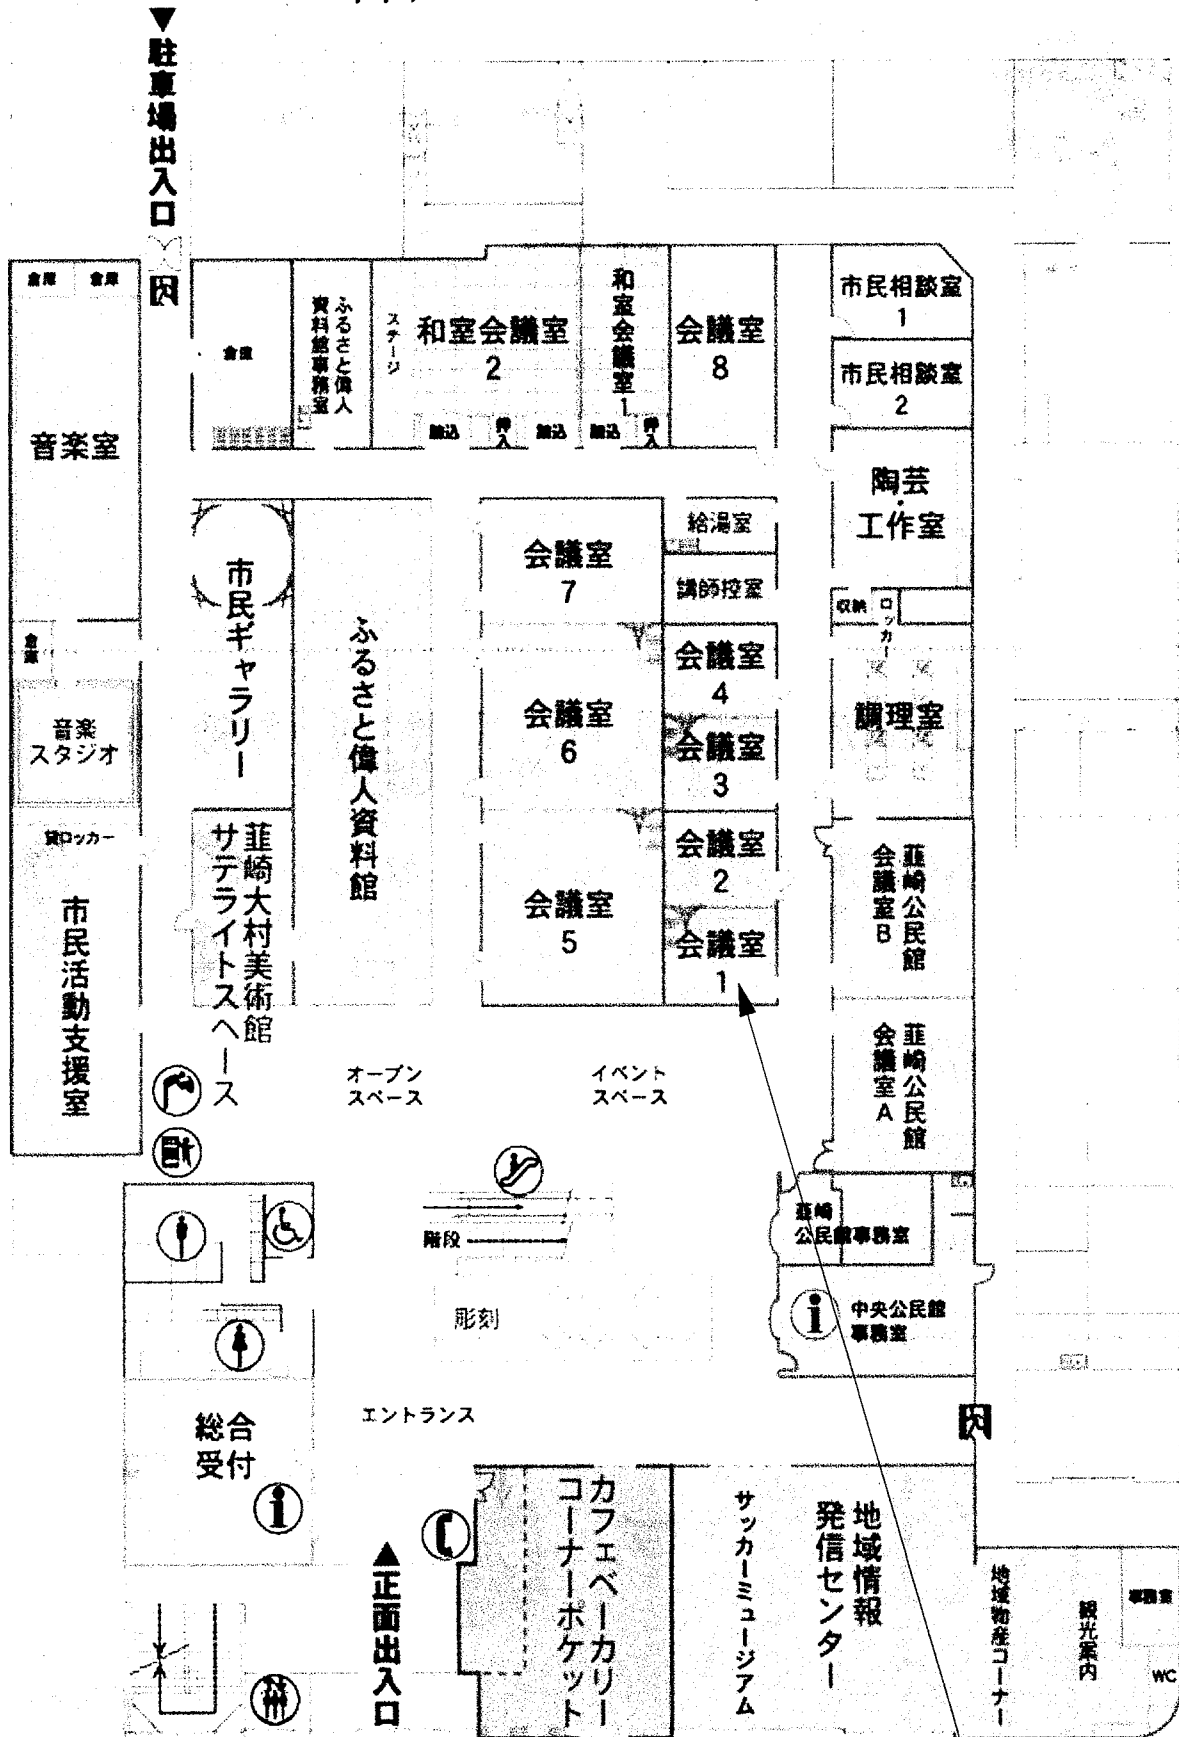 ▼駐車場出入口
倉庫
倉庫
音楽室
倉庫
音楽
スタジオ
貸ロッカー
市民活動支援室
倉庫
ふるさと偉人
資料館事務室
ステージ
和室会議室
2
踏込
押入
踏込
和室会議室1
踏込
押入
会議室
8
市民相談室
1
市民相談室
2
陶芸
・
工作室
収納
ロッカー
調理室
韮崎公民館
会議室B
韮崎公民館
会議室A
市民ギャラリー
韮崎大村美術館
サテライトスペース
ふるさと偉人資料館
会議室
7
会議室
6
会議室
5
給湯室
講師控室
会議室
4
会議室
3
会議室
2
会議室
1
オープン
スペース
イベント
スペース
階段
彫刻
韮崎
公民館事務室
i
中央公民館
事務室
エントランス
総合
受付
i
▲正面出入口
カフェベーカリー
コーナーポケット
サッカーミュージアム
地域情報
発信センター
地域物産コーナー
観光案内
事務室
WC